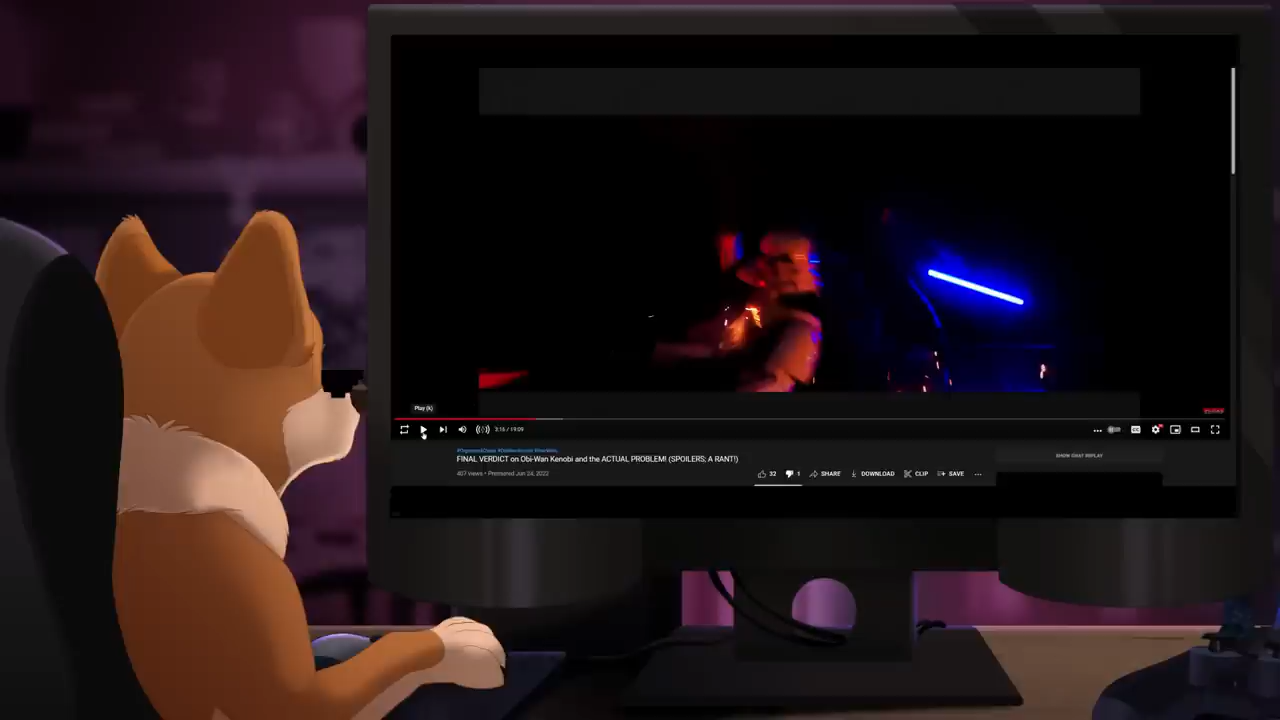 Play (k)
3:16 / 19:09
FINAL VERDICT on Obi-Wan Kenobi and the ACTUAL PROBLEM! (SPOILERS; A RANT!)
407 views • Premiered Jun 24, 2022
32
1
SHARE
DOWNLOAD
CLIP
SAVE
SHOW CHAT REPLAY